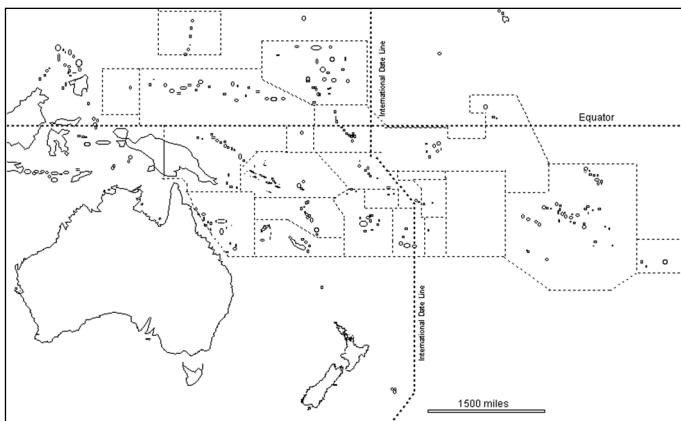 International Date Line
Equator
International Date Line
1500 miles